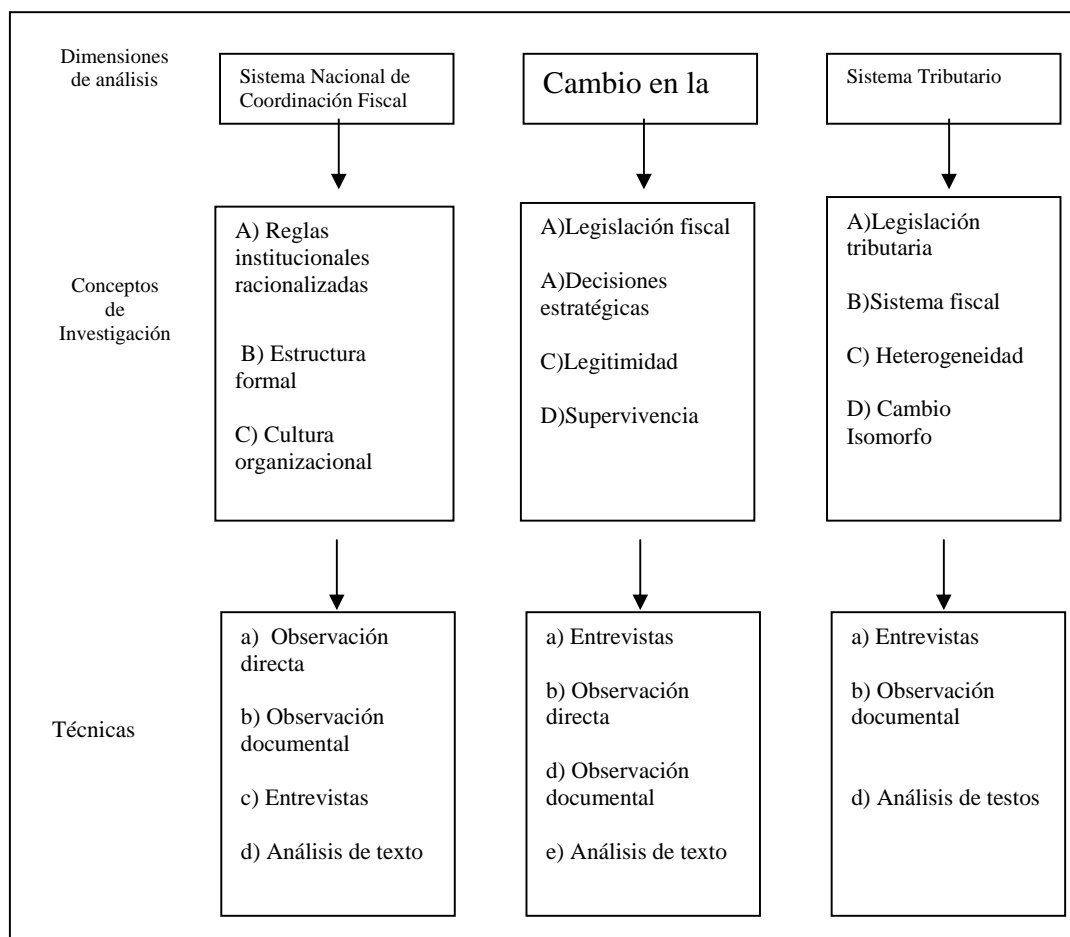 Dimensiones
de análisis
Sistema Nacional de
Coordinación Fiscal
Cambio en la
Sistema Tributario
Conceptos
de
Investigación
A) Reglas
institucionales
racionalizadas
B) Estructura
formal
C) Cultura
organizacional
A)Legislación fiscal
A)Decisiones
estratégicas
C)Legitimidad
D)Supervivencia
A)Legislación
tributaria
B)Sistema fiscal
C) Heterogeneidad
D) Cambio
Isomorfo
Técnicas
a) Observación
directa
b) Observación
documental
c) Entrevistas
d) Análisis de texto
a) Entrevistas
b) Observación
directa
d) Observación
documental
e) Análisis de texto
a) Entrevistas
b) Observación
documental
d) Análisis de testos